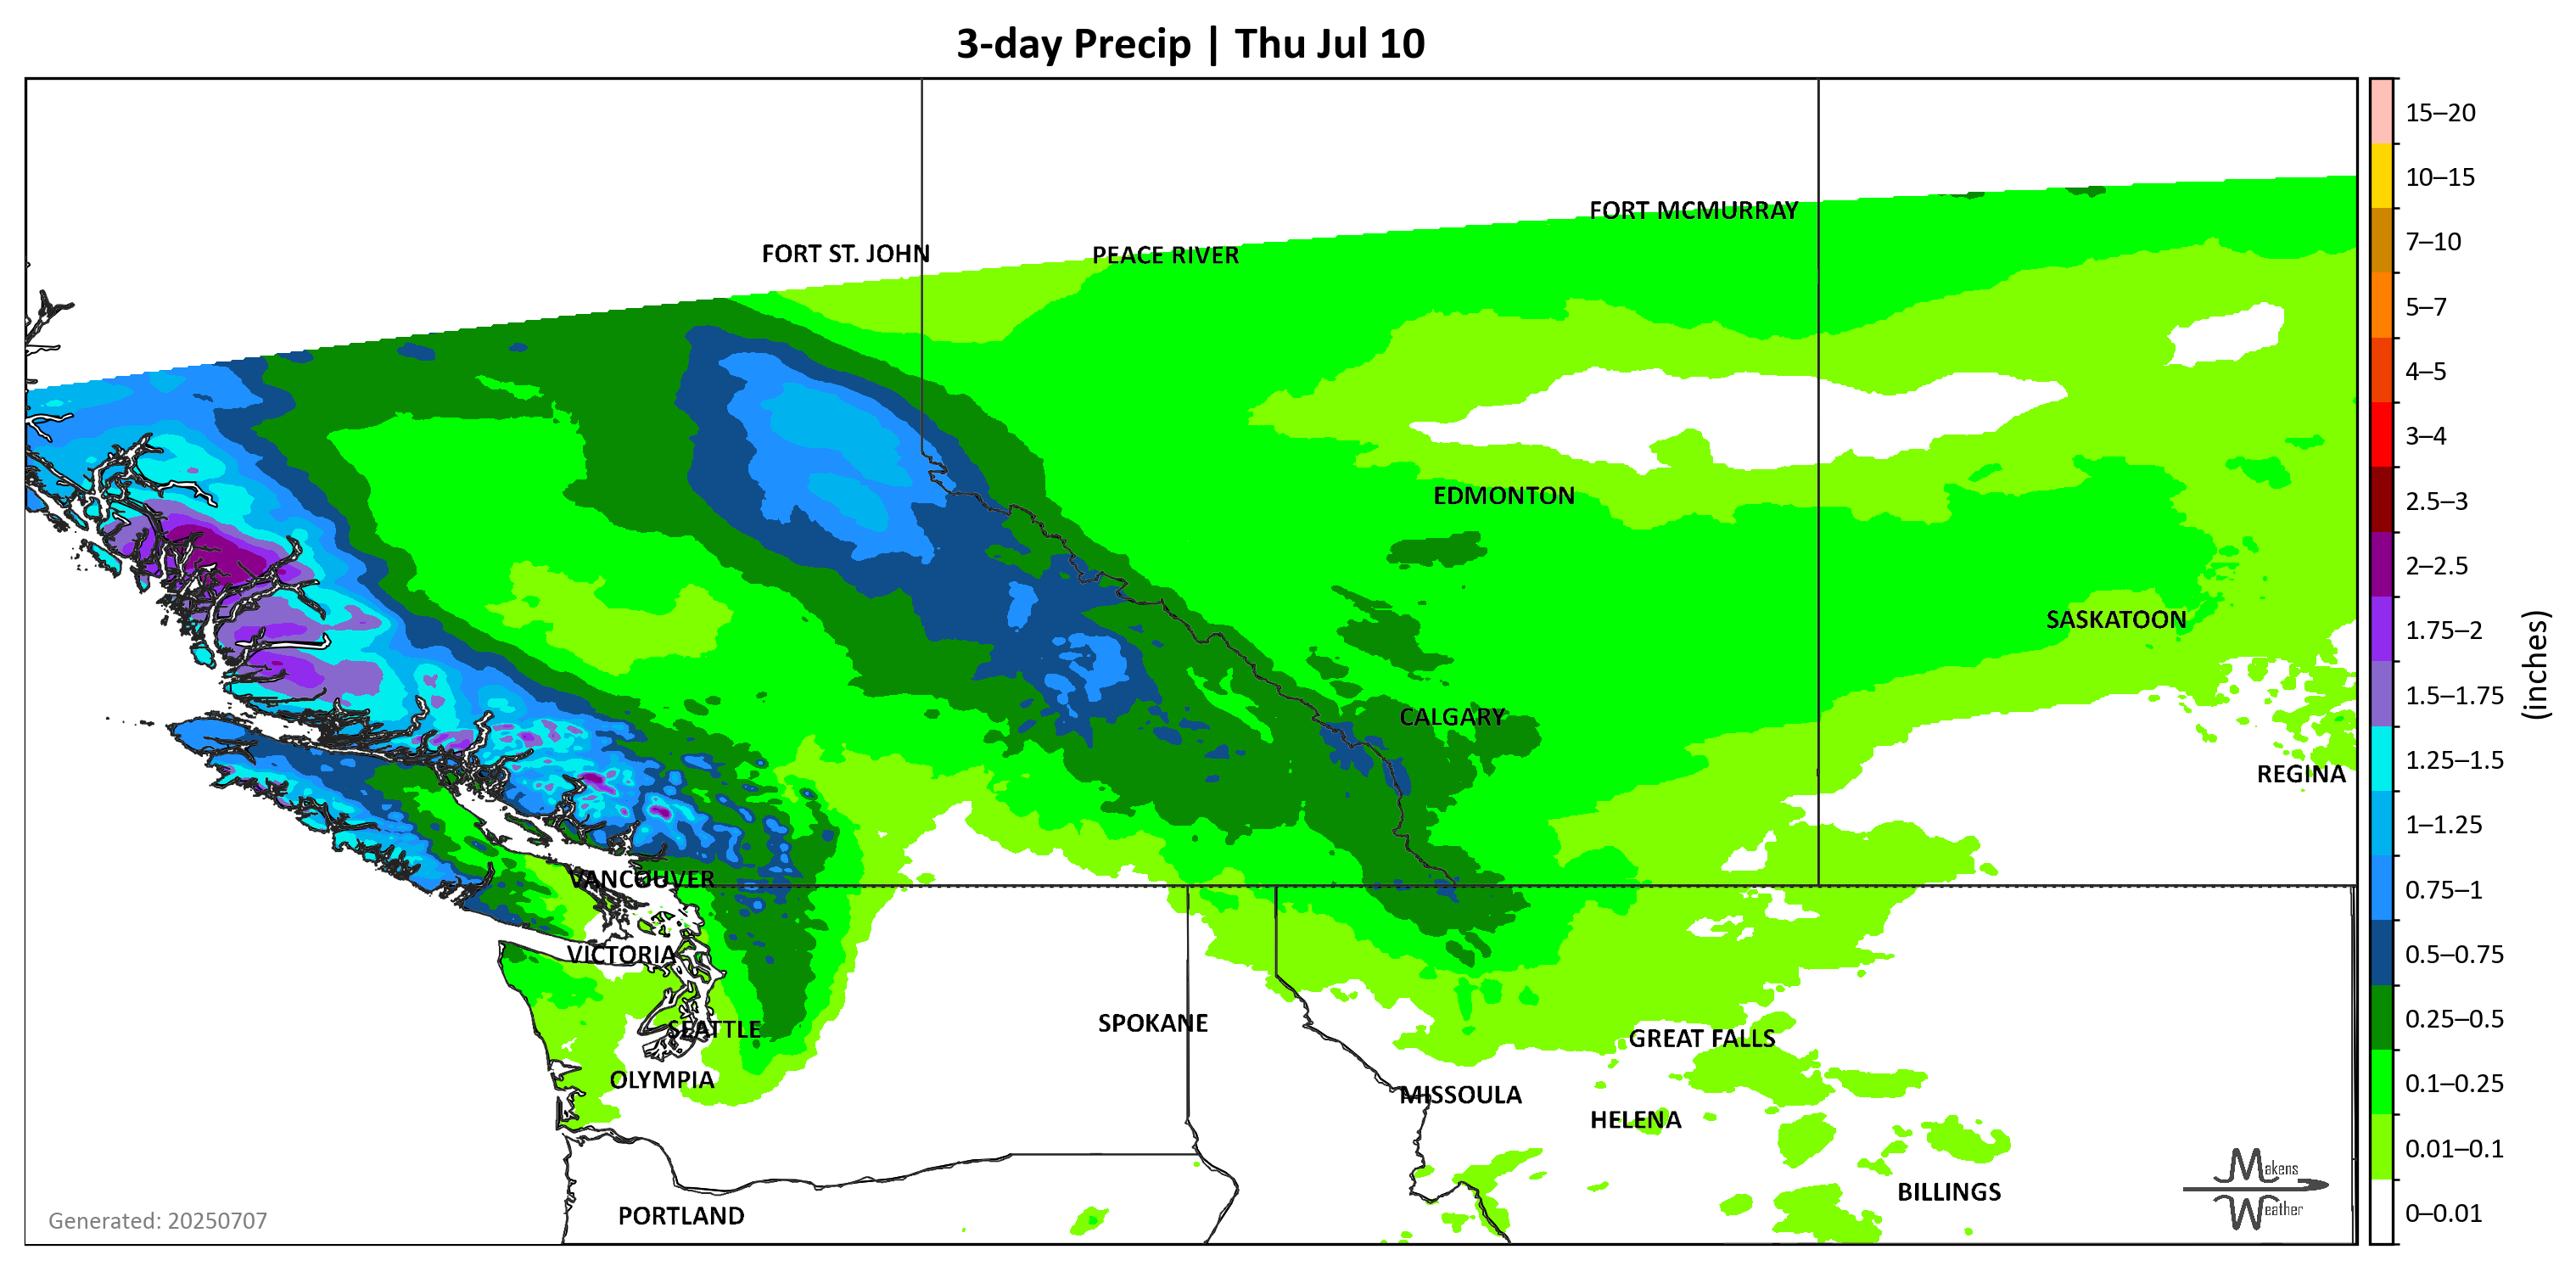 3-day Precip | Thu Jul 10
FORT MCMURRAY
FORT ST. JOHN
PEACE RIVER
EDMONTON
SASKATOON
CALGARY
REGINA
VANCOUVER
VICTORIA
SEATTLE
SPOKANE
GREAT FALLS
OLYMPIA
MISSOULA
HELENA
BILLINGS
PORTLAND
Generated: 20250707
Makens
Weather
15–20
10–15
7–10
5–7
4–5
3–4
2.5–3
2–2.5
1.75–2
1.5–1.75
1.25–1.5
1–1.25
0.75–1
0.5–0.75
0.25–0.5
0.1–0.25
0.01–0.1
0–0.01
(inches)